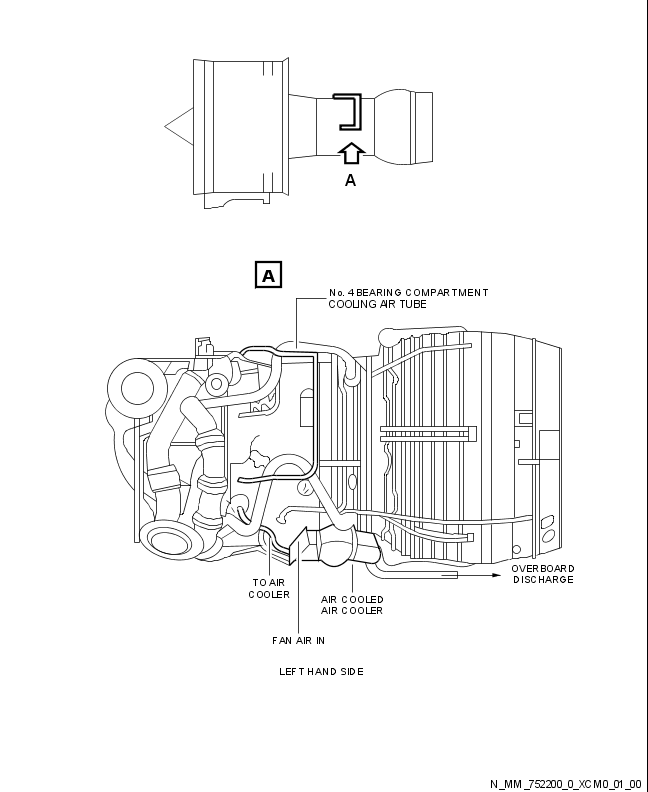 A
A
No. 4 BEARING COMPARTMENT
COOLING AIR TUBE
OVERBOARD
DISCHARGE
TO AIR
COOLER
AIR COOLED
AIR COOLER
FAN AIR IN
LEFT HAND SIDE
N_MM_752200_0_XCM0_01_00